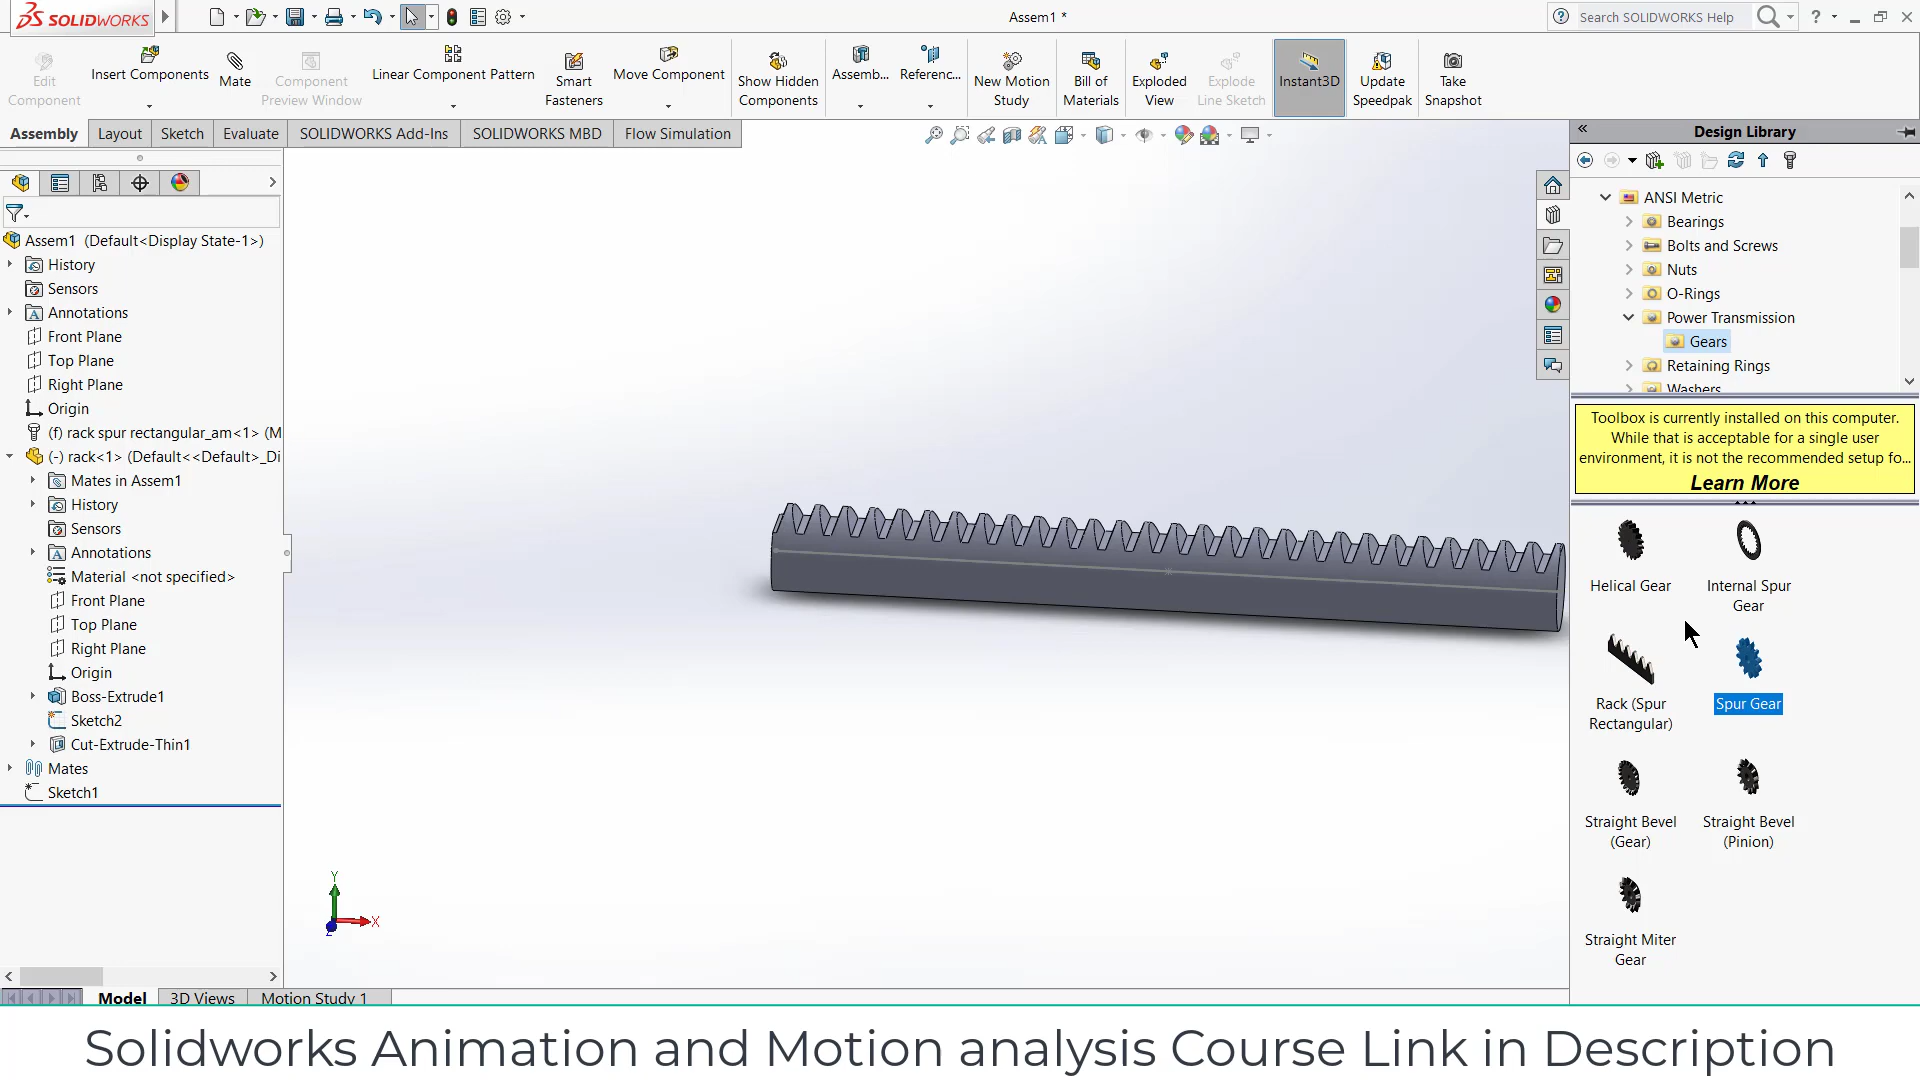 SOLIDWORKS
Assem1 *
Search SOLIDWORKS Help
Edit
Component
Insert Components
Mate
Component
Preview Window
Linear Component Pattern
Smart
Fasteners
Move Component
Show Hidden
Components
Assemb...
Referenc...
New Motion
Study
Bill of
Materials
Exploded
View
Explode
Line Sketch
Instant3D
Update
Speedpak
Take
Snapshot
Assembly
Layout
Sketch
Evaluate
SOLIDWORKS Add-Ins
SOLIDWORKS MBD
Flow Simulation
Assem1 (Default<Display State-1>)
History
Sensors
Annotations
Front Plane
Top Plane
Right Plane
Origin
(f) rack spur rectangular_am<1> (M
(-) rack<1> (Default<<Default>_Di
Mates in Assem1
History
Sensors
Annotations
Material <not specified>
Front Plane
Top Plane
Right Plane
Origin
Boss-Extrude1
Sketch2
Cut-Extrude-Thin1
Mates
Sketch1
Y
X
Z
Model
3D Views
Motion Study 1
Design Library
ANSI Metric
Bearings
Bolts and Screws
Nuts
O-Rings
Power Transmission
Gears
Retaining Rings
Washers
Toolbox is currently installed on this computer.
While that is acceptable for a single user
environment, it is not the recommended setup fo...
Learn More
Helical Gear
Internal Spur
Gear
Rack (Spur
Rectangular)
Spur Gear
Straight Bevel
(Gear)
Straight Bevel
(Pinion)
Straight Miter
Gear
Solidworks Animation and Motion analysis Course Link in Description